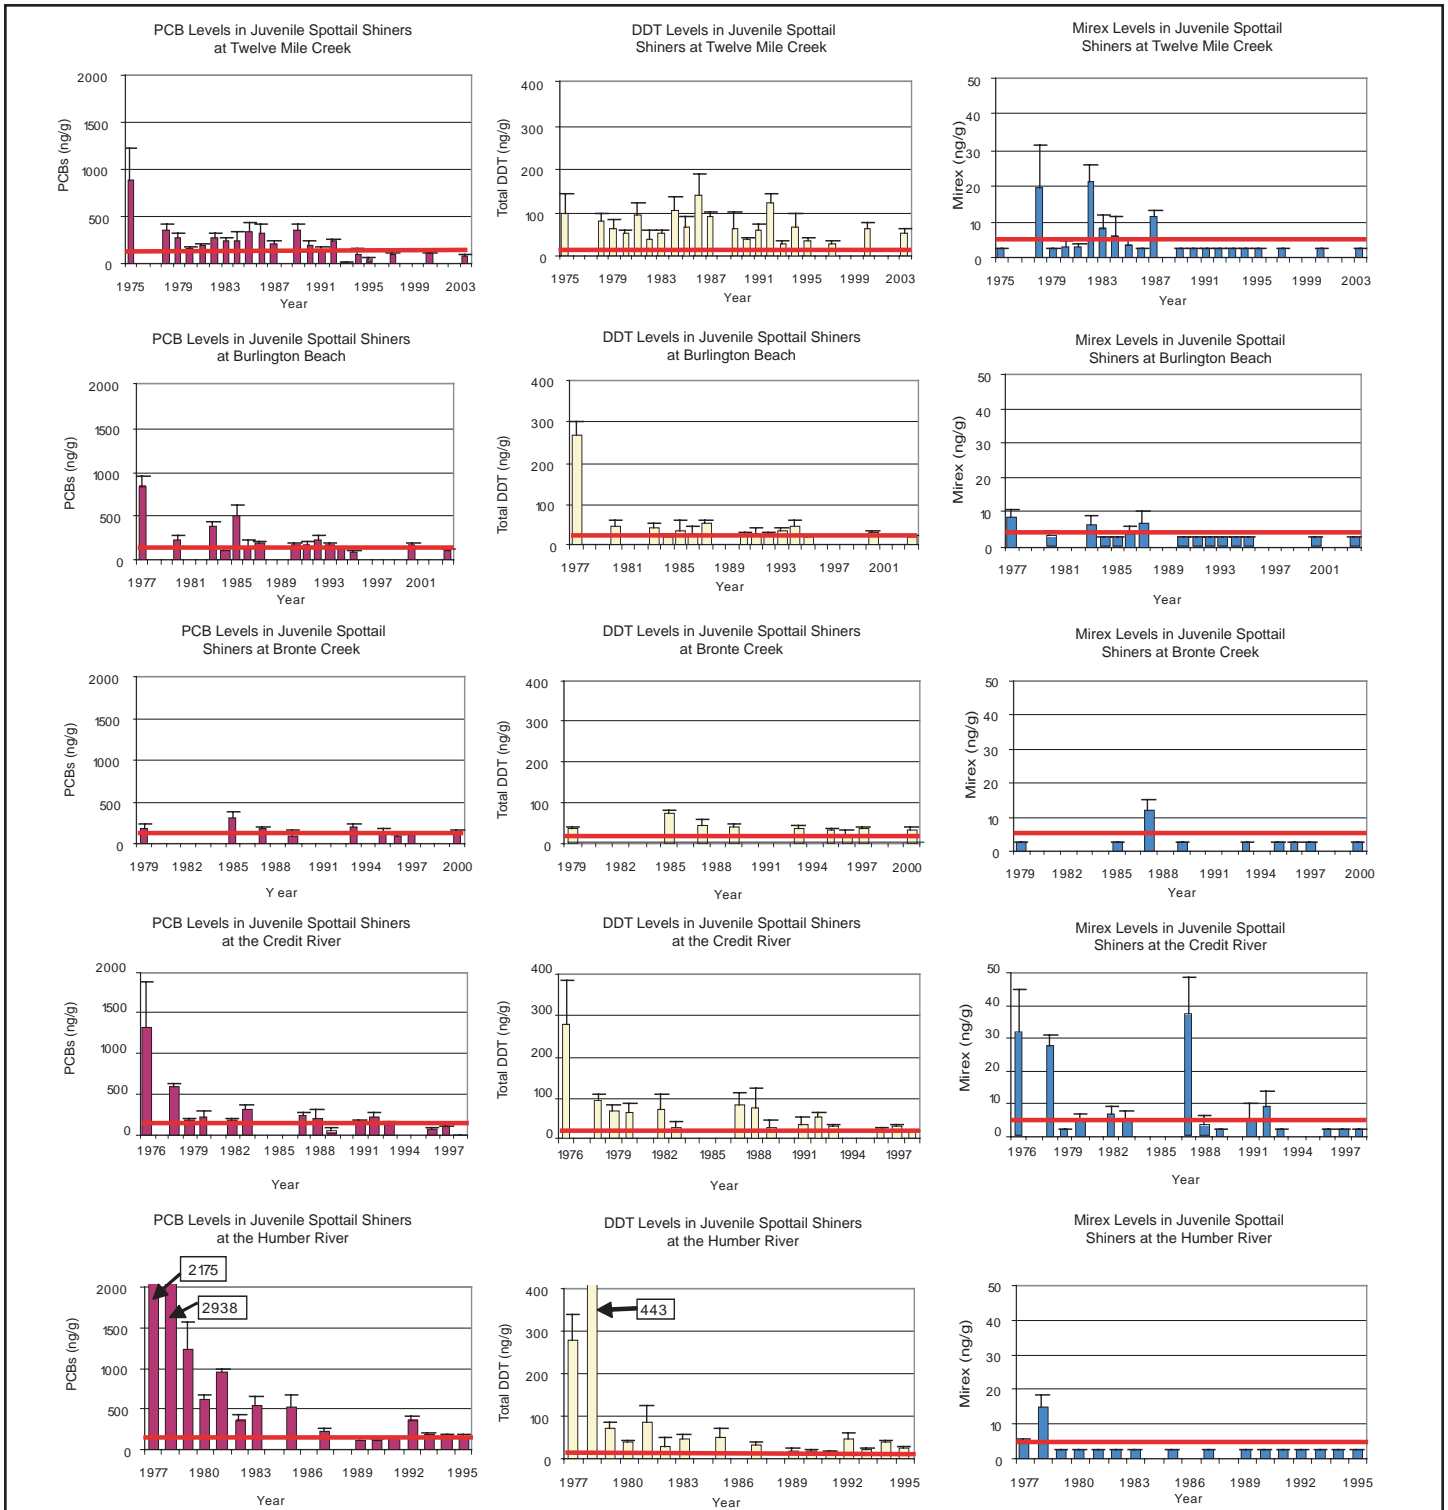 PCB Levels in Juvenile Spottail Shiners
at Twelve Mile Creek
PCBs (ng/g)
2000
1500
1000
500
0
1975 1979 1983 1987 1991 1995 1999 2003
Year
DDT Levels in Juvenile Spottail
Shiners at Twelve Mile Creek
Total DDT (ng/g)
400
300
200
100
0
1975 1979 1983 1987 1991 1995 1999 2003
Year
Mirex Levels in Juvenile Spottail
Shiners at Twelve Mile Creek
Mirex (ng/g)
50
40
30
20
10
0
1975 1979 1983 1987 1991 1995 1999 2003
Year
PCB Levels in Juvenile Spottail Shiners
at Burlington Beach
PCBs (ng/g)
2000
1500
1000
500
0
1977 1981 1985 1989 1993 1997 2001
Year
DDT Levels in Juvenile Spottail Shiners
at Burlington Beach
Total DDT (ng/g)
400
300
200
100
0
1977 1981 1985 1989 1993 1997 2001
Year
Mirex Levels in Juvenile Spottail
Shiners at Burlington Beach
Mirex (ng/g)
50
40
30
20
10
0
1977 1981 1985 1989 1993 1997 2001
Year
PCB Levels in Juvenile Spottail
Shiners at Bronte Creek
PCBs (ng/g)
2000
1500
1000
500
0
1979 1982 1985 1988 1991 1994 1997 2000
Y ear
DDT Levels in Juvenile Spottail Shiners
at Bronte Creek
Total DDT (ng/g)
400
300
200
100
0
1979 1982 1985 1988 1991 1994 1997 2000
Year
Mirex Levels in Juvenile Spottail
Shiners at Bronte Creek
Mirex (ng/g)
50
40
30
20
10
0
1979 1982 1985 1988 1991 1994 1997 2000
Year
PCB Levels in Juvenile Spottail Shiners
at the Credit River
PCBs (ng/g)
2000
1500
1000
500
0
1976 1979 1982 1985 1988 1991 1994 1997
Year
DDT Levels in Juvenile Spottail Shiners
at the Credit River
Total DDT (ng/g)
400
300
200
100
0
1976 1979 1982 1985 1988 1991 1994 1997
Year
Mirex Levels in Juvenile Spottail
Shiners at the Credit River
Mirex (ng/g)
50
40
30
20
10
0
1976 1979 1982 1985 1988 1991 1994 1997
Year
PCB Levels in Juvenile Spottail Shiners
at the Humber River
2175
2938
PCBs (ng/g)
2000
1500
1000
500
0
1977 1980 1983 1986 1989 1992 1995
Year
DDT Levels in Juvenile Spottail Shiners
at the Humber River
443
Total DDT (ng/g)
400
300
200
100
0
1977 1980 1983 1986 1989 1992 1995
Year
Mirex Levels in Juvenile Spottail
Shiners at the Humber River
Mirex (ng/g)
50
40
30
20
10
0
1977 1980 1983 1986 1989 1992 1995
Year